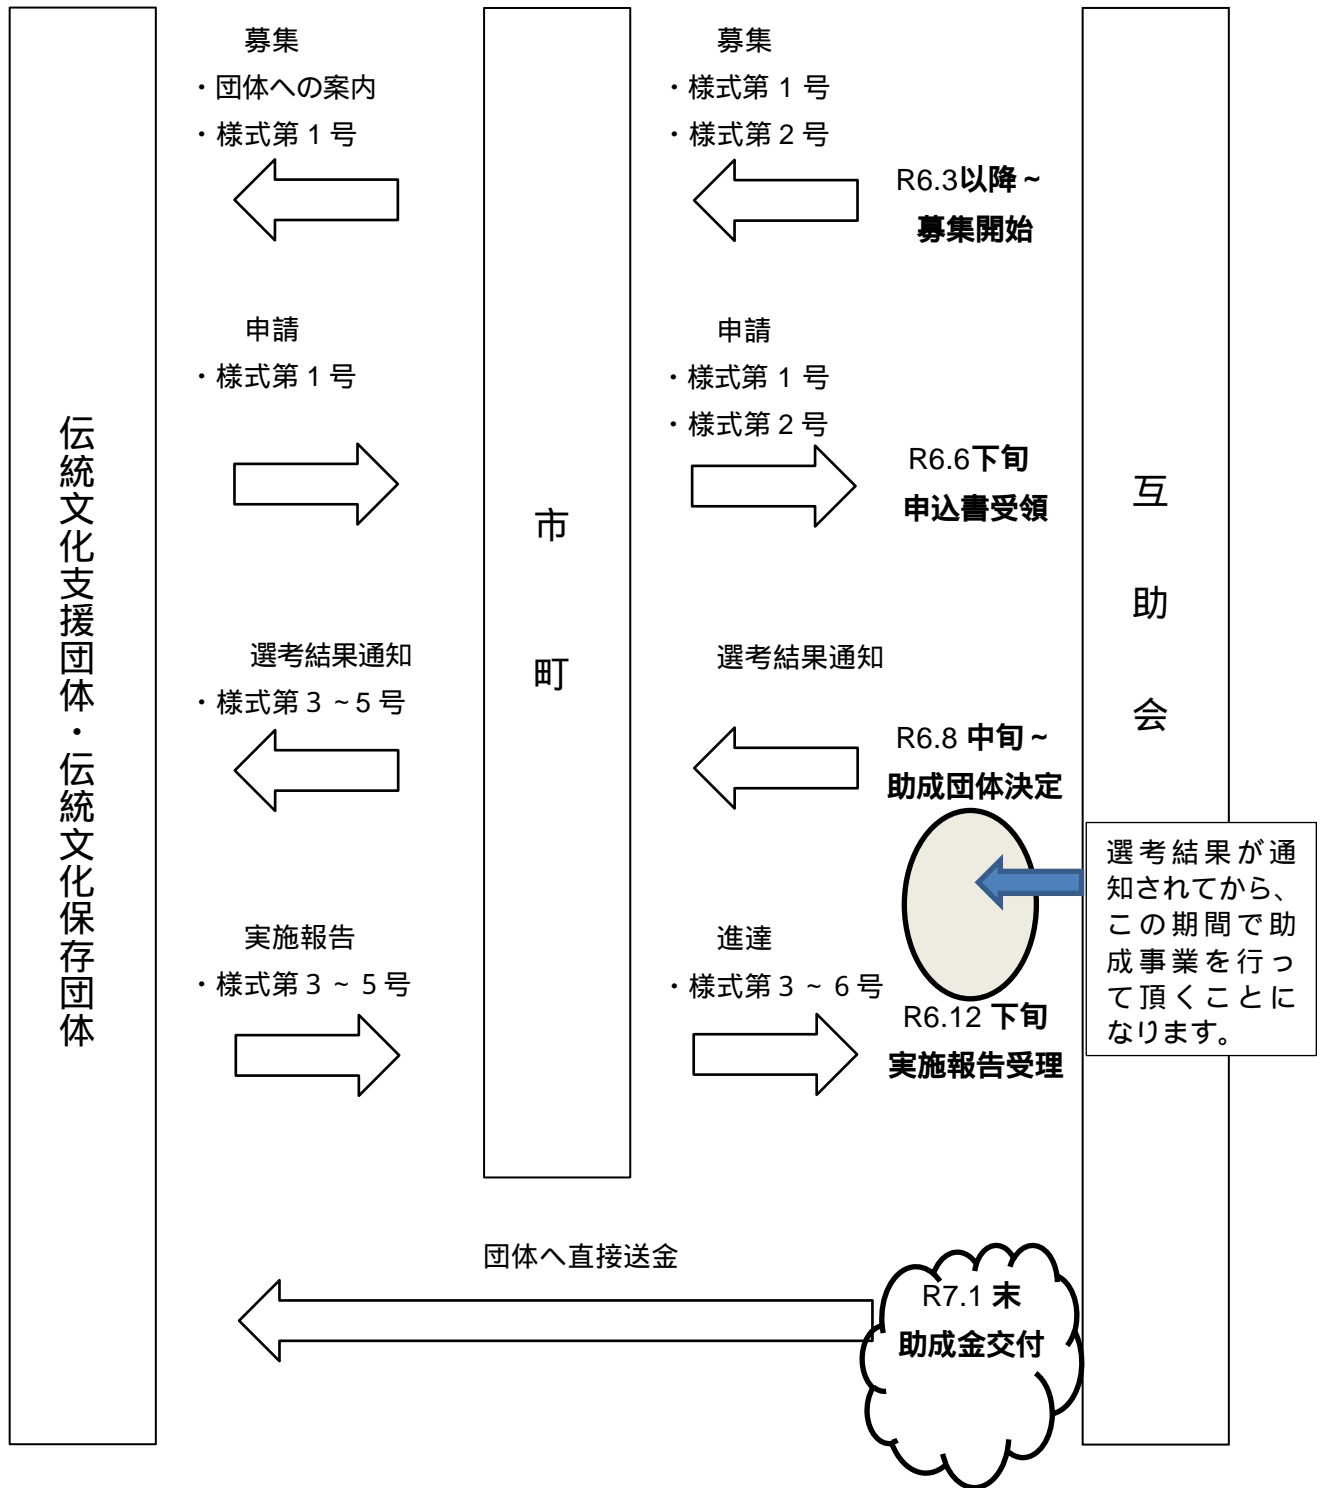 募集
・団体への案内
・様式第1号
募集
・様式第 1 号
・様式第 2 号
R6.3以降~
募集開始
申請
・様式第1号
申請
・様式第 1 号
・様式第 2 号
R6.6下旬
申込書受領
伝統文化支援団体・伝統文化保存団体
市町
互助会
選考結果通知
・様式第3~5号
選考結果通知
R6.8 中旬~
助成団体決定
選考結果が通
知されてから、
この期間で助
成事業を行っ
て頂くことに
なります。
実施報告
・様式第3~5号
進達
・様式第3~6号
R6.12 下旬
実施報告受理
団体へ直接送金
R7.1 末
助成金交付